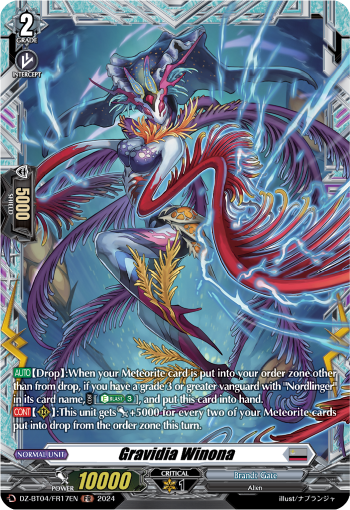 2
GRADE
INTERCEPT
5000
SHIELD
AUTO【Drop】:When your Meteorite card is put into your order zone other
than from drop, if you have a grade 3 or greater vanguard with "Nordlinger"
in its card name, [E BLAST 3], and put this card into hand.
CONT【 】:This unit gets +5000 for every two of your Meteorite cards
put into drop from the order zone this turn.
NORMAL UNIT
Gravidia Winona
POWER
10000
CRITICAL
1
Brandt Gate
Alien
DZ-BT04/FR17EN FR 2024
illust/ナブランジャ